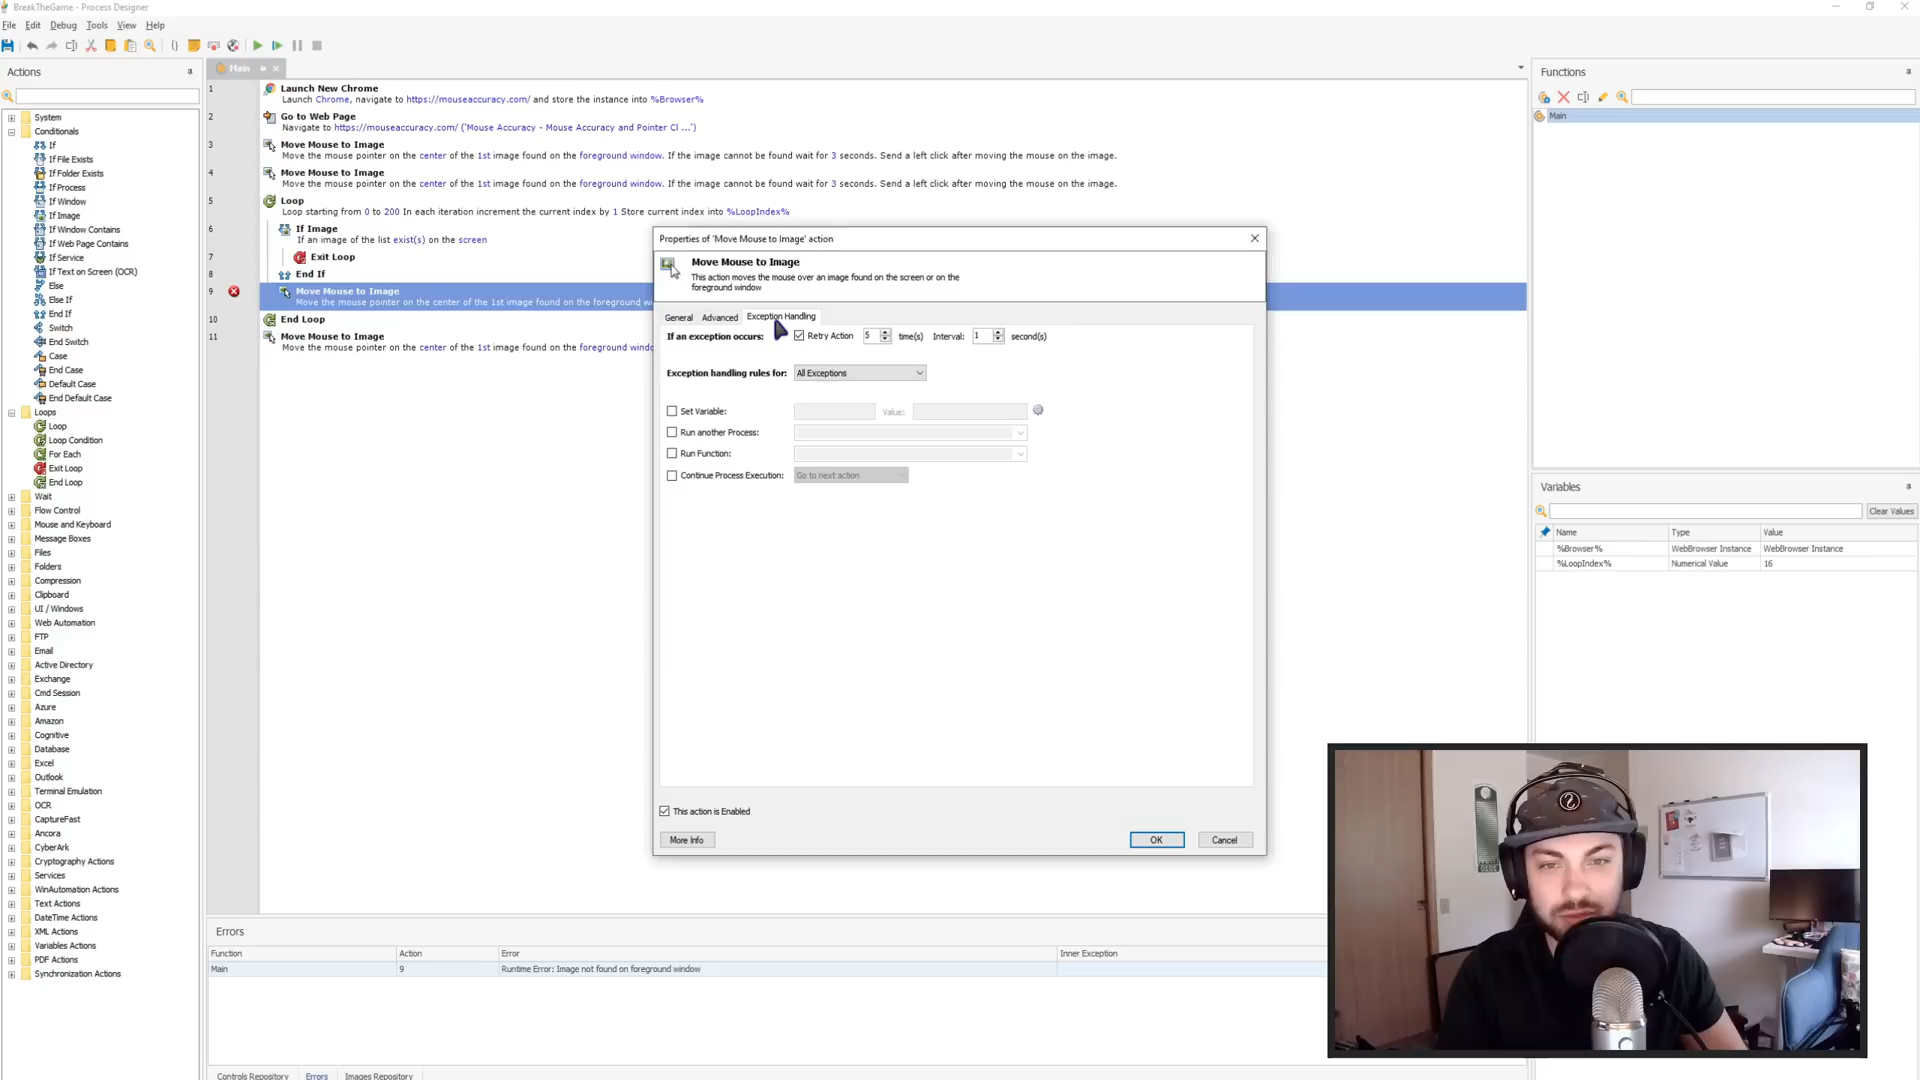 BreakTheGame - Process Designer
File Edit Debug Tools View Help
Actions
System
Conditionals
If
If File Exists
If Folder Exists
If Process
If Window
If Image
If Window Contains
If Web Page Contains
If Service
If Text on Screen (OCR)
Else
Else If
End If
Switch
End Switch
Case
End Case
Default Case
End Default Case
Loops
Loop
Loop Condition
For Each
Exit Loop
End Loop
Wait
Flow Control
Mouse and Keyboard
Message Boxes
Files
Folders
Compression
Clipboard
UI / Windows
Web Automation
FTP
Email
Active Directory
Exchange
Cmd Session
Azure
Amazon
Cognitive
Database
Excel
Outlook
Terminal Emulation
OCR
CaptureFast
Ancora
CyberArk
Cryptography Actions
Services
WinAutomation Actions
Text Actions
DateTime Actions
XML Actions
Variables Actions
PDF Actions
Synchronization Actions
Main
1 Launch New Chrome
Launch Chrome, navigate to https://mouseaccuracy.com/ and store the instance into %Browser%
2 Go to Web Page
Navigate to https://mouseaccuracy.com/ ('Mouse Accuracy - Mouse Accuracy and Pointer Cl ...')
3 Move Mouse to Image
Move the mouse pointer on the center of the 1st image found on the foreground window. If the image cannot be found wait for 3 seconds. Send a left click after moving the mouse on the image.
4 Move Mouse to Image
Move the mouse pointer on the center of the 1st image found on the foreground window. If the image cannot be found wait for 3 seconds. Send a left click after moving the mouse on the image.
5 Loop
Loop starting from 0 to 200 In each iteration increment the current index by 1 Store current index into %LoopIndex%
6 If Image
If an image of the list exist(s) on the screen
7 Exit Loop
8 End If
9 Move Mouse to Image
Move the mouse pointer on the center of the 1st image found on the foreground w
10 End Loop
11 Move Mouse to Image
Move the mouse pointer on the center of the 1st image found on the foreground windo
Properties of 'Move Mouse to Image' action
Move Mouse to Image
This action moves the mouse over an image found on the screen or on the
foreground window
General Advanced Exception Handling
If an exception occurs: Retry Action 5 time(s) Interval: 1 second(s)
Exception handling rules for: All Exceptions
Set Variable: Value:
Run another Process:
Run Function:
Continue Process Execution: Go to next action
This action is Enabled
More Info OK Cancel
Functions
Main
Variables
Clear Values
Name Type Value
%Browser% WebBrowser Instance WebBrowser Instance
%LoopIndex% Numerical Value 16
Errors
Function Action Error Inner Exception
Main 9 Runtime Error: Image not found on foreground window
Controls Repository Errors Images Repository